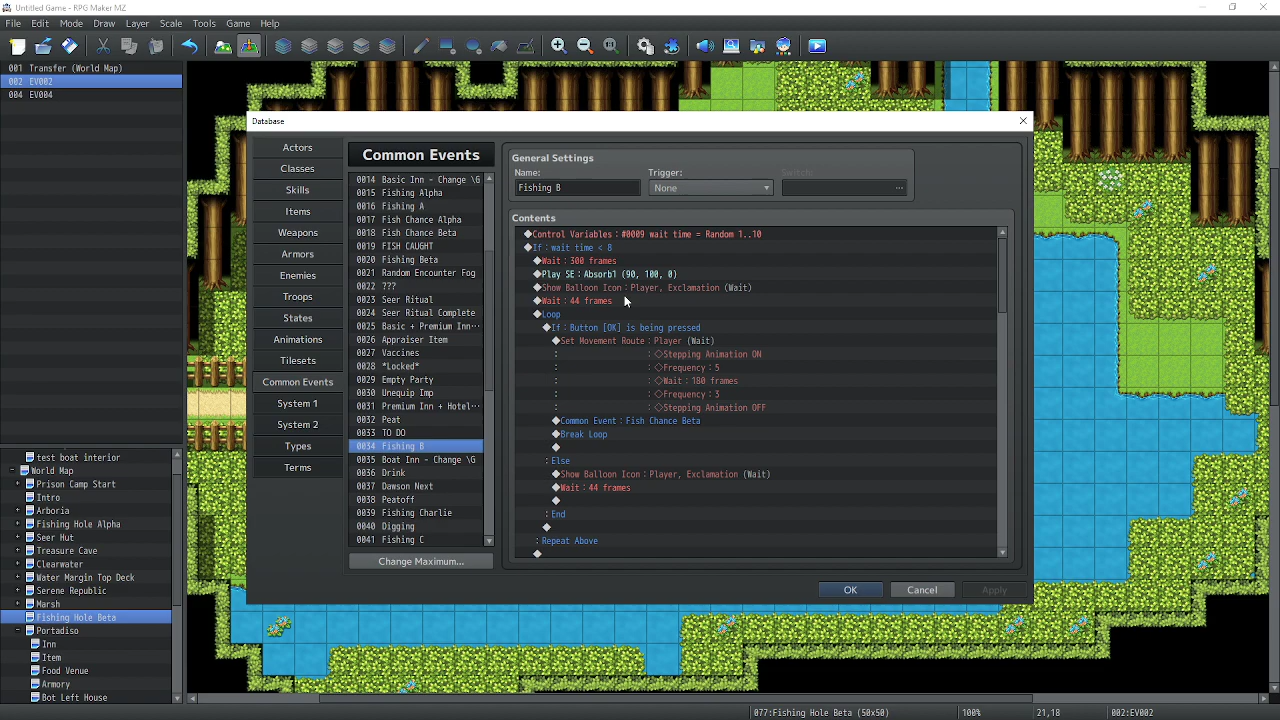 Untitled Game - RPG Maker MZ
File Edit Mode Draw Layer Scale Tools Game Help
001 Transfer (World Map)
002 EV002
004 EV004
test boat interior
World Map
Prison Camp Start
Intro
Arboria
Fishing Hole Alpha
Seer Hut
Treasure Cave
Clearwater
Water Margin Top Deck
Serene Republic
Marsh
Fishing Hole Beta
Portadiso
Inn
Item
Food Venue
Armory
Bot Left House
Database
Actors
Classes
Skills
Items
Weapons
Armors
Enemies
Troops
States
Animations
Tilesets
Common Events
System 1
System 2
Types
Terms
Common Events
0014 Basic Inn - Change \G
0015 Fishing Alpha
0016 Fishing A
0017 Fish Chance Alpha
0018 Fish Chance Beta
0019 FISH CAUGHT
0020 Fishing Beta
0021 Random Encounter Fog
0022 ???
0023 Seer Ritual
0024 Seer Ritual Complete
0025 Basic + Premium Inn...
0026 Appraiser Item
0027 Vaccines
0028 *Locked*
0029 Empty Party
0030 Unequip Imp
0031 Premium Inn + Hotel...
0032 Peat
0033 TO DO
0034 Fishing B
0035 Boat Inn - Change \G
0036 Drink
0037 Dawson Next
0038 Peatoff
0039 Fishing Charlie
0040 Digging
0041 Fishing C
Change Maximum...
General Settings
Name: Trigger: Switch:
Fishing B None ...
Contents
◆Control Variables : #0009 wait time = Random 1..10
◆If : wait time < 8
◆Wait : 300 frames
◆Play SE : Absorb1 (90, 100, 0)
◆Show Balloon Icon : Player, Exclamation (Wait)
◆Wait : 44 frames
◆Loop
◆If : Button [OK] is being pressed
◆Set Movement Route : Player (Wait)
: : ◇Stepping Animation ON
: : ◇Frequency : 5
: : ◇Wait : 180 frames
: : ◇Frequency : 3
: : ◇Stepping Animation OFF
◆Common Event : Fish Chance Beta
◆Break Loop
◆
: Else
◆Show Balloon Icon : Player, Exclamation (Wait)
◆Wait : 44 frames
◆
: End
◆
: Repeat Above
◆
OK Cancel Apply
077:Fishing Hole Beta (50x50) 100% 21,18 002:EV002